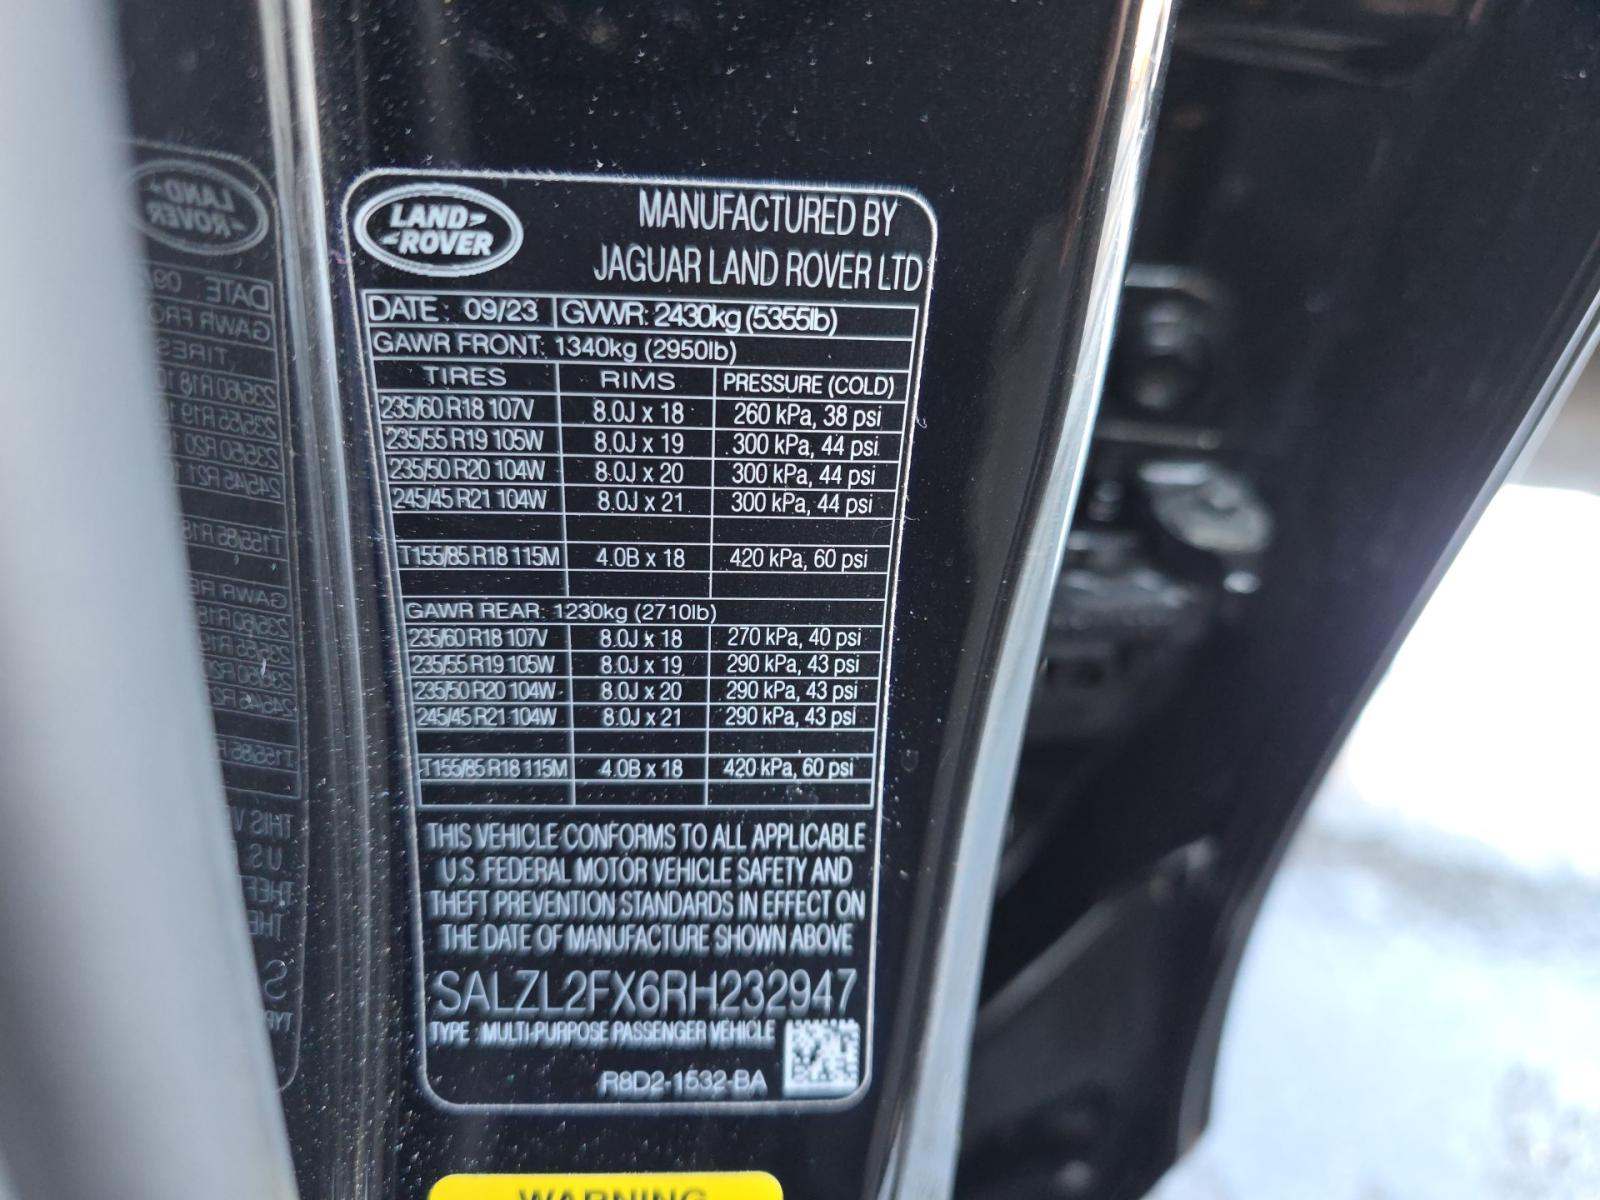 LAND
ROVER
MANUFACTURED BY
JAGUAR LAND ROVER LTD
DATE: 09/23 GVWR: 2430kg (5355lb)
GAWR FRONT: 1340kg (2950lb)
TIRES RIMS PRESSURE (COLD)
235/60 R18 107V 8.0J x 18 260 kPa, 38 psi
235/55 R19 105W 8.0J x 19 300 kPa, 44 psi
235/50 R20 104W 8.0J x 20 300 kPa, 44 psi
245/45 R21 104W 8.0J x 21 300 kPa, 44 psi
T155/85 R18 115M 4.0B x 18 420 kPa, 60 psi
GAWR REAR: 1230kg (2710lb)
235/60 R18 107V 8.0J x 18 270 kPa, 40 psi
235/55 R19 105W 8.0J x 19 290 kPa, 43 psi
235/50 R20 104W 8.0J x 20 290 kPa, 43 psi
245/45 R21 104W 8.0J x 21 290 kPa, 43 psi
T155/85 R18 115M 4.0B x 18 420 kPa, 60 psi
THIS VEHICLE CONFORMS TO ALL APPLICABLE
U.S. FEDERAL MOTOR VEHICLE SAFETY AND
THEFT PREVENTION STANDARDS IN EFFECT ON
THE DATE OF MANUFACTURE SHOWN ABOVE
SALZL2FX6RH232947
TYPE : MULTI-PURPOSE PASSENGER VEHICLE
R8D2-1532-BA
WARNING